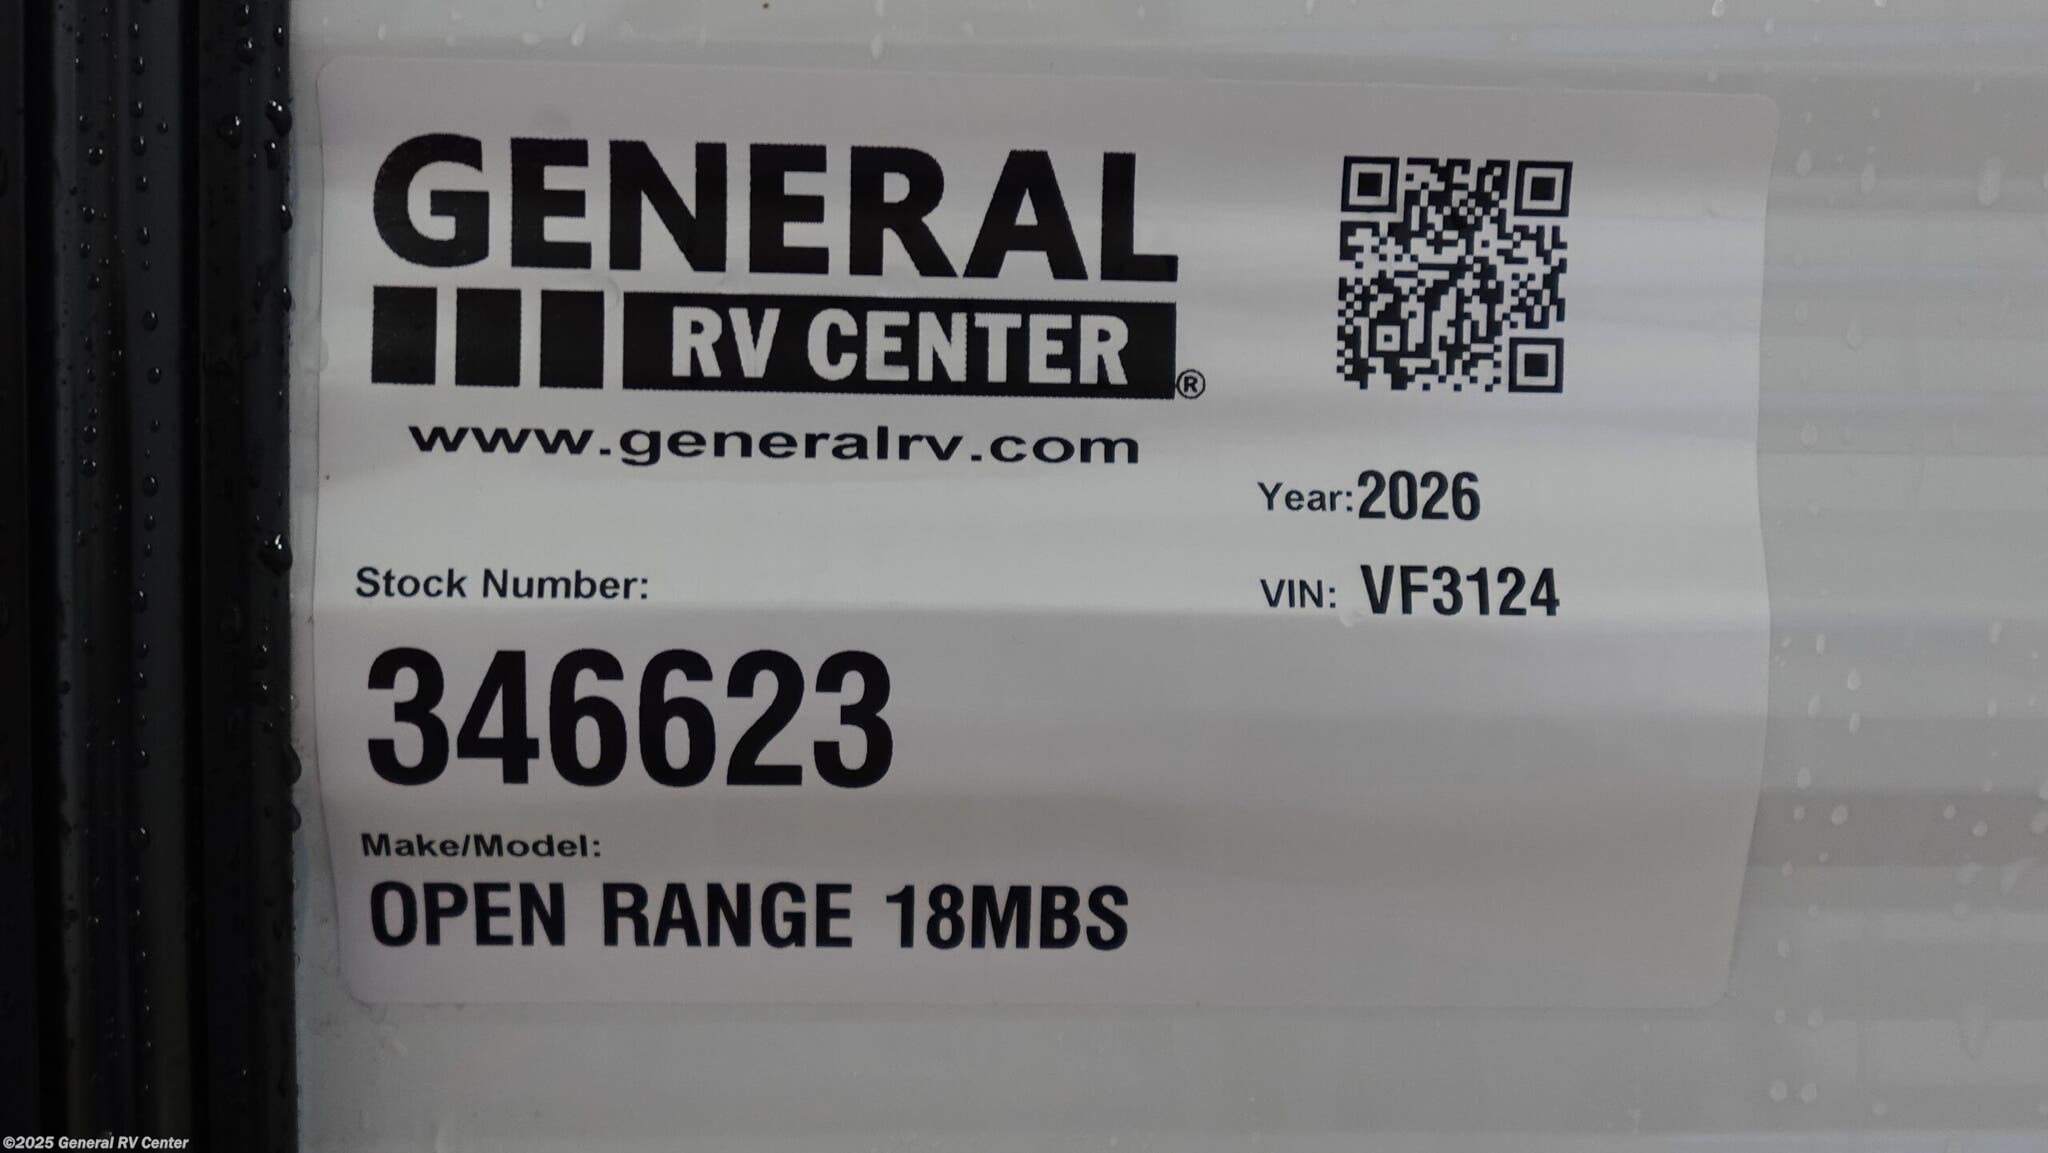 GENERAL
RV CENTER®
www.generalrv.com
Year: 2026
Stock Number:
VIN: VF3124
346623
Make/Model:
OPEN RANGE 18MBS
©2025 General RV Center